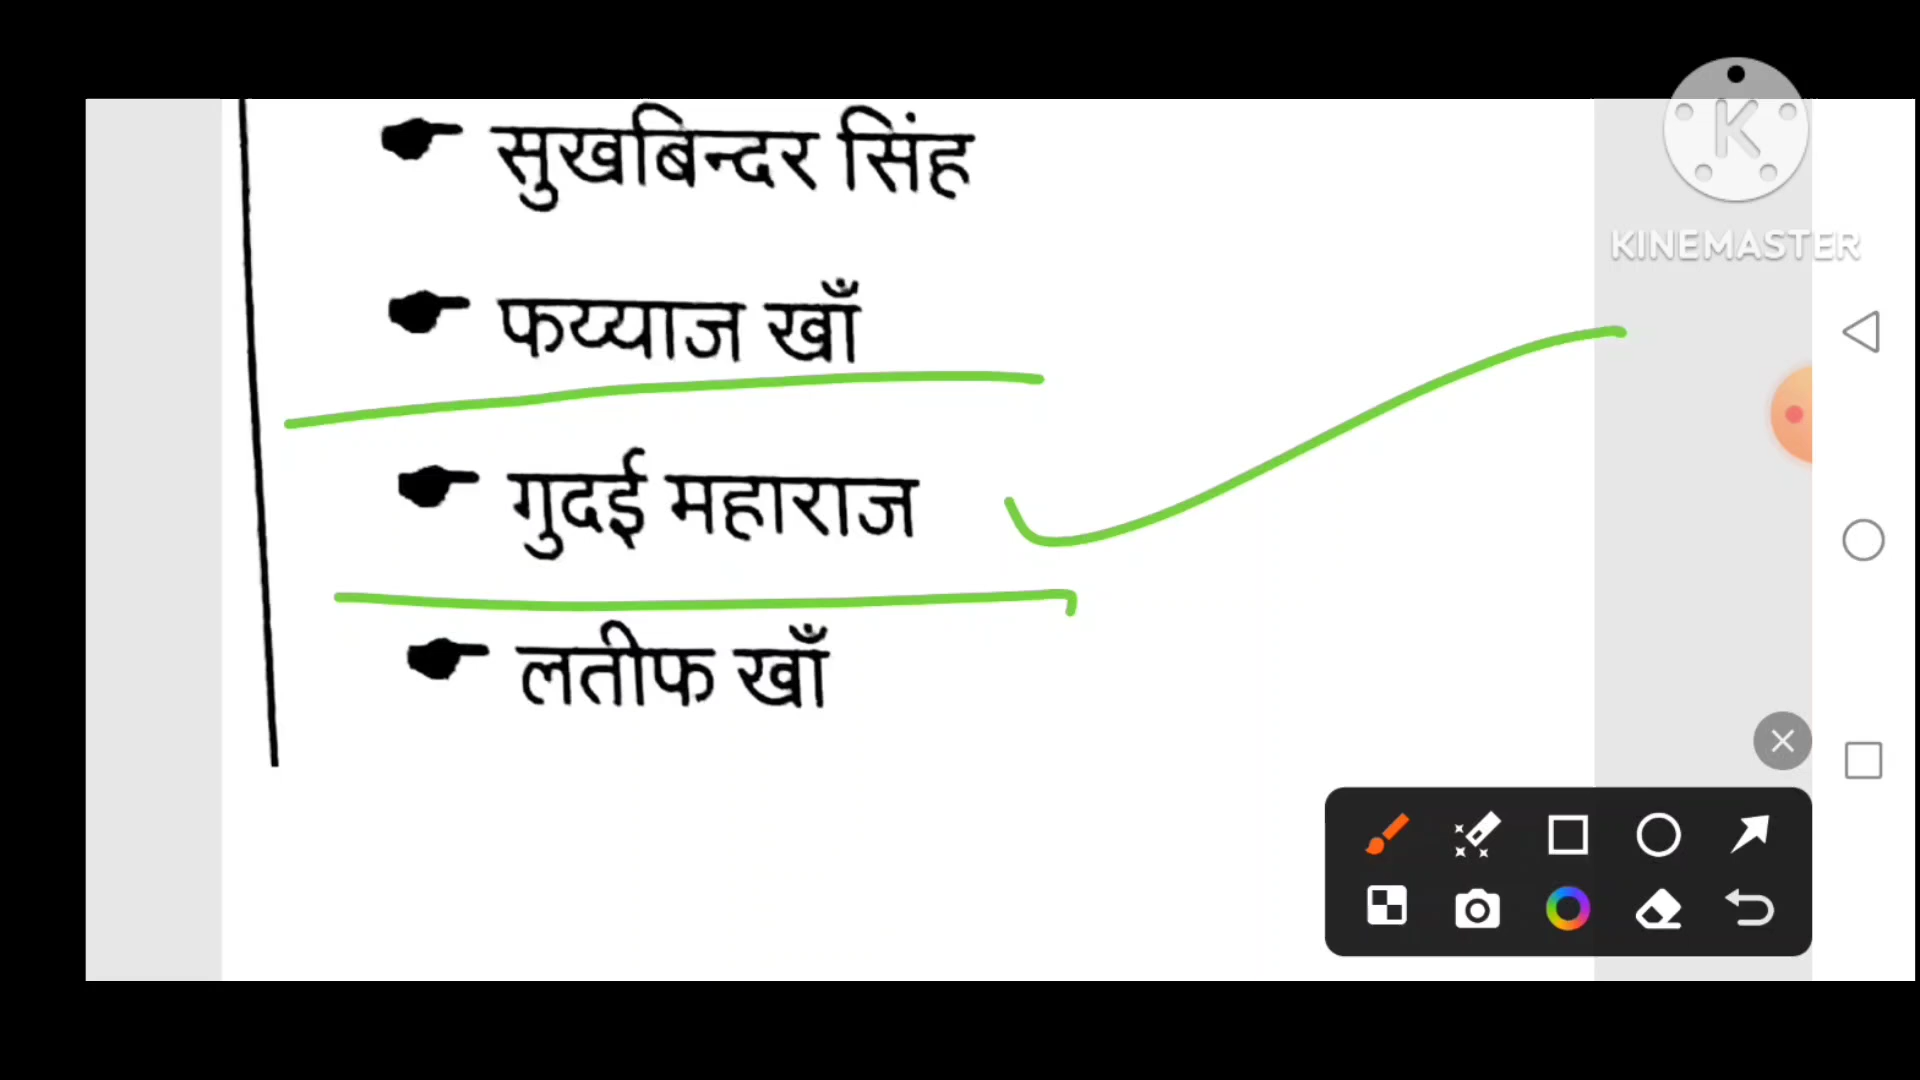 सुखबिन्दर सिंह
K
KINEMASTER
फय्याज खाँ
गुदई महाराज
लतीफ खाँ